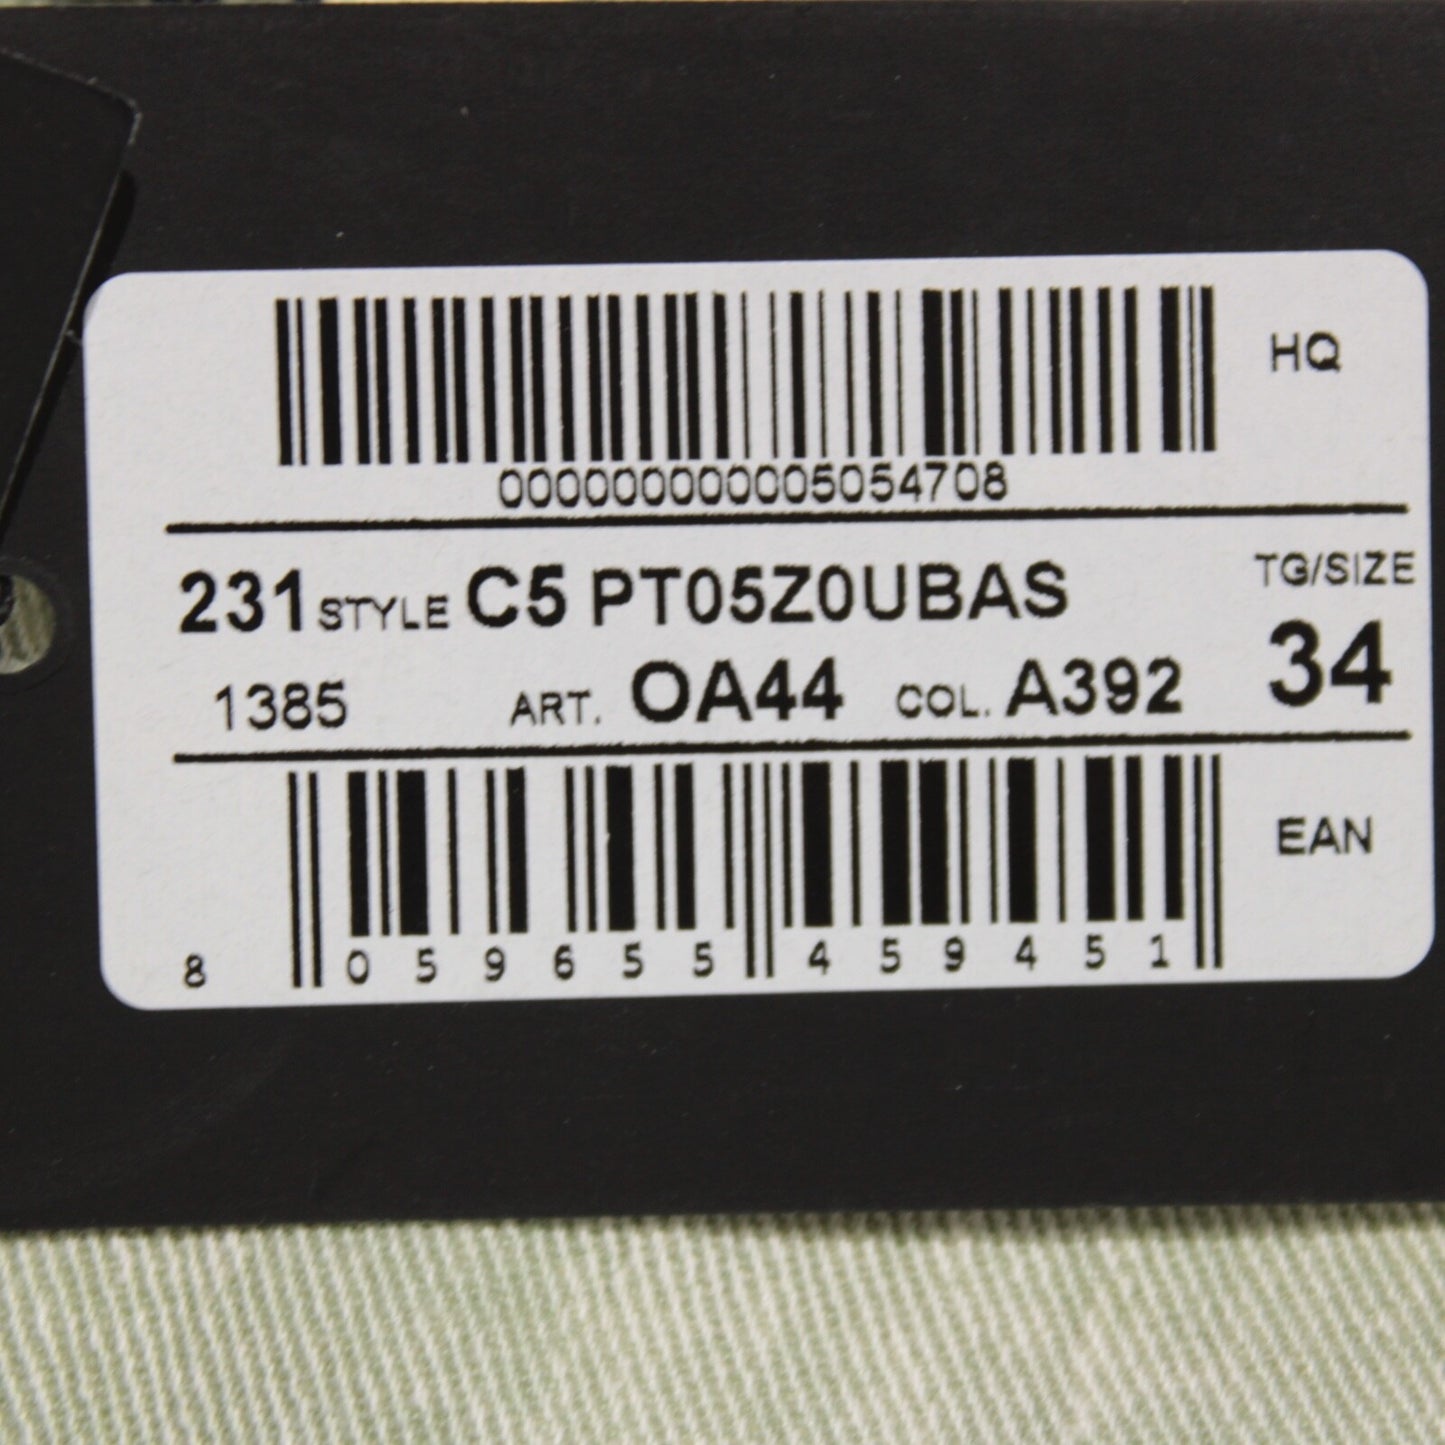 HQ
000000000005054708
231 STYLE C5 PT05Z0UBAS TG/SIZE
1385 ART. OA44 COL. A392 34
EAN
8 059655 459451